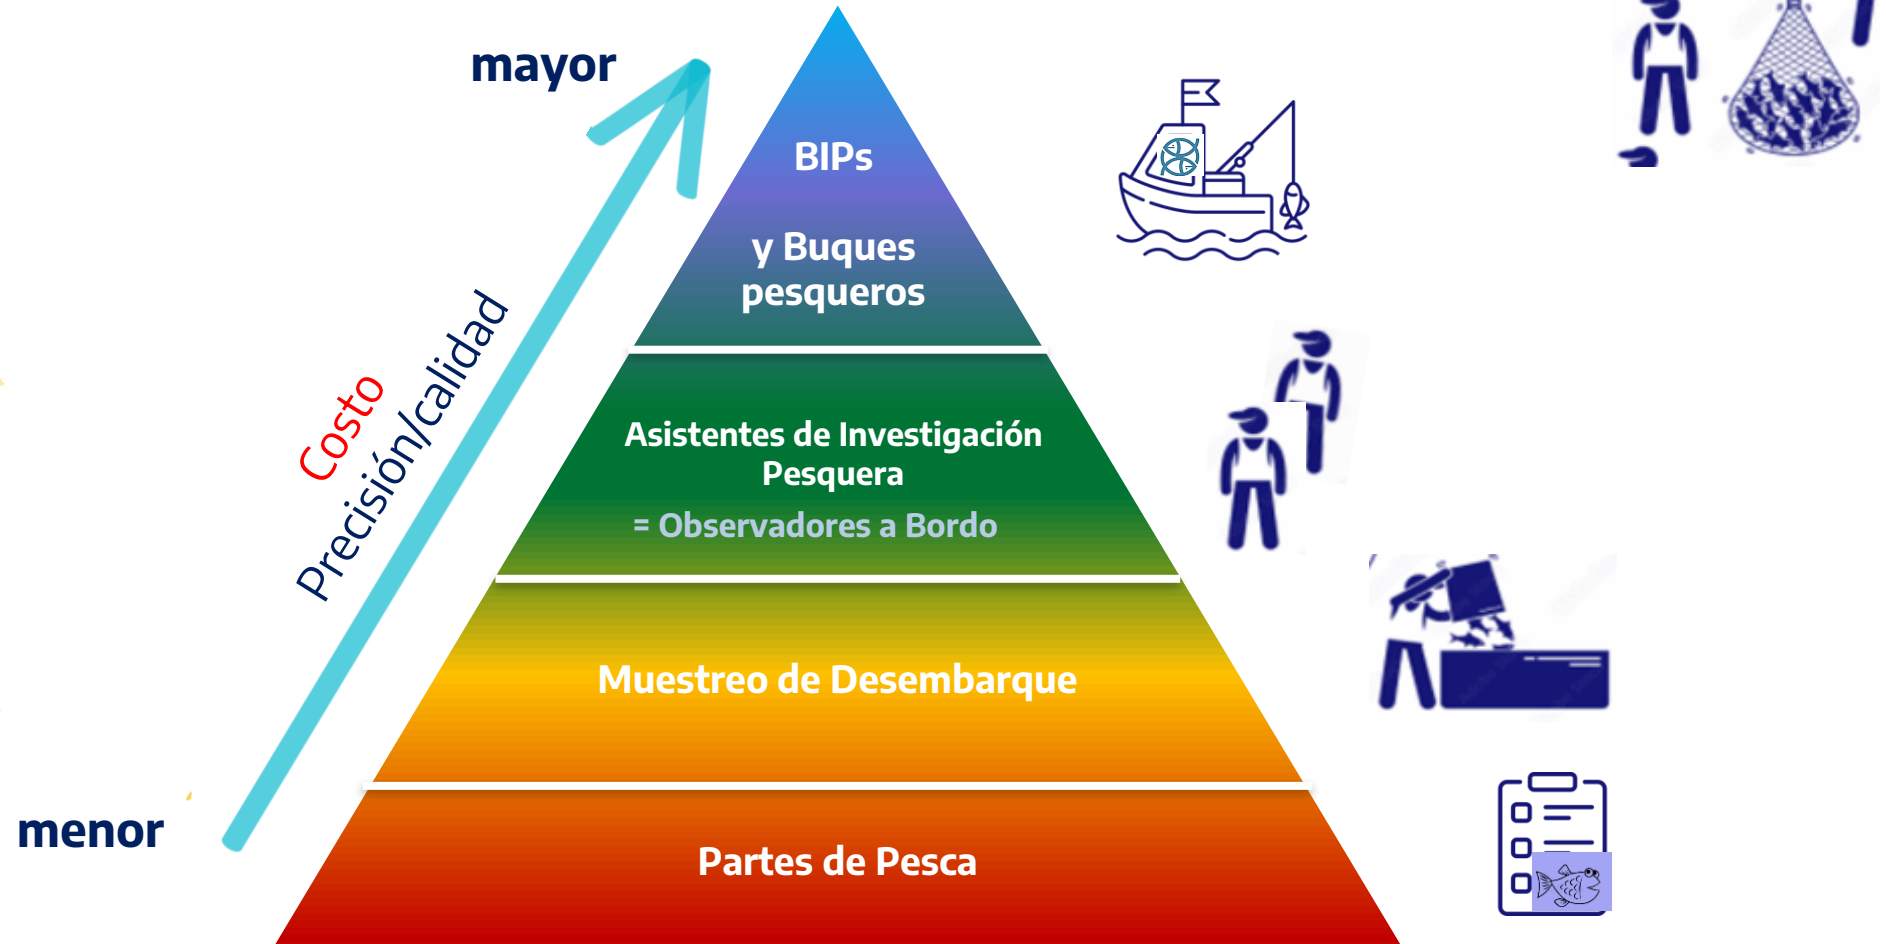 mayor
BIPs
y Buques
pesqueros
Costo
Precisión/calidad
Asistentes de Investigación
Pesquera
= Observadores a Bordo
Muestreo de Desembarque
menor
Partes de Pesca